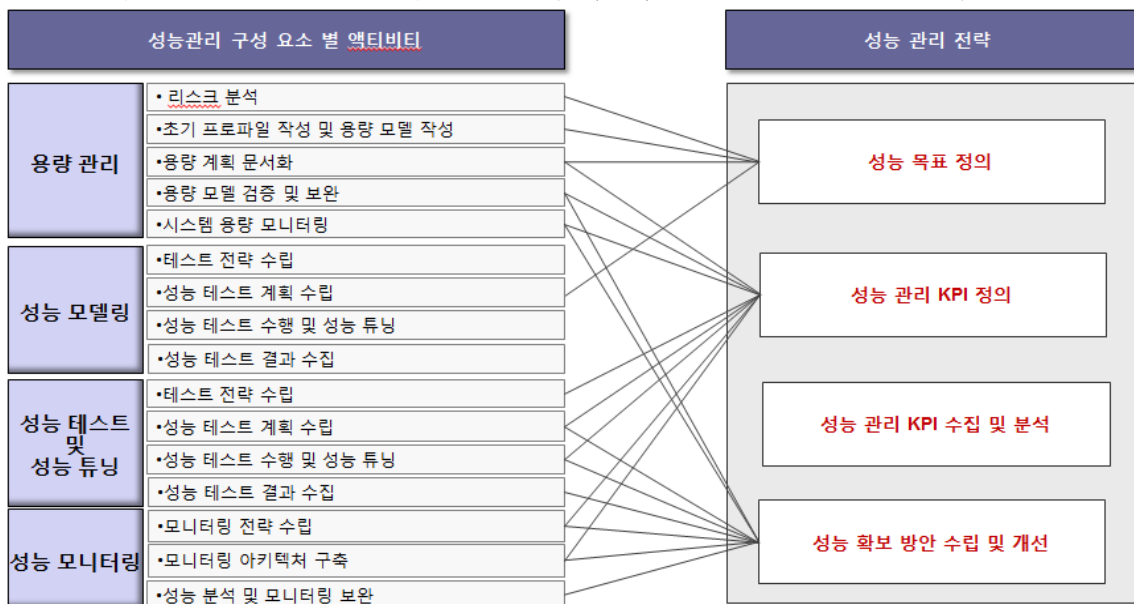 성능관리 구성 요소 별 액티비티
성능 관리 전략
용량 관리
• 리스크 분석
•초기 프로파일 작성 및 용량 모델 작성
•용량 계획 문서화
•용량 모델 검증 및 보완
•시스템 용량 모니터링
성능 모델링
•테스트 전략 수립
•성능 테스트 계획 수립
•성능 테스트 수행 및 성능 튜닝
•성능 테스트 결과 수집
성능 테스트
및
성능 튜닝
•테스트 전략 수립
•성능 테스트 계획 수립
•성능 테스트 수행 및 성능 튜닝
•성능 테스트 결과 수집
성능 모니터링
•모니터링 전략 수립
•모니터링 아키텍처 구축
•성능 분석 및 모니터링 보완
성능 목표 정의
성능 관리 KPI 정의
성능 관리 KPI 수집 및 분석
성능 확보 방안 수립 및 개선